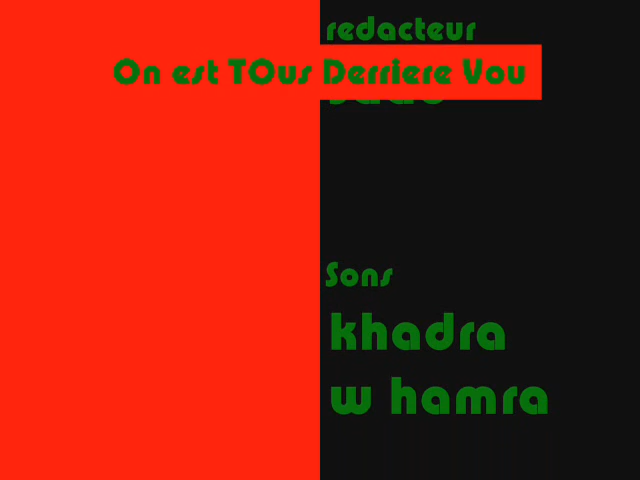 redacteur
On est TOus Derriere Vou
Sons
khadra
w hamra